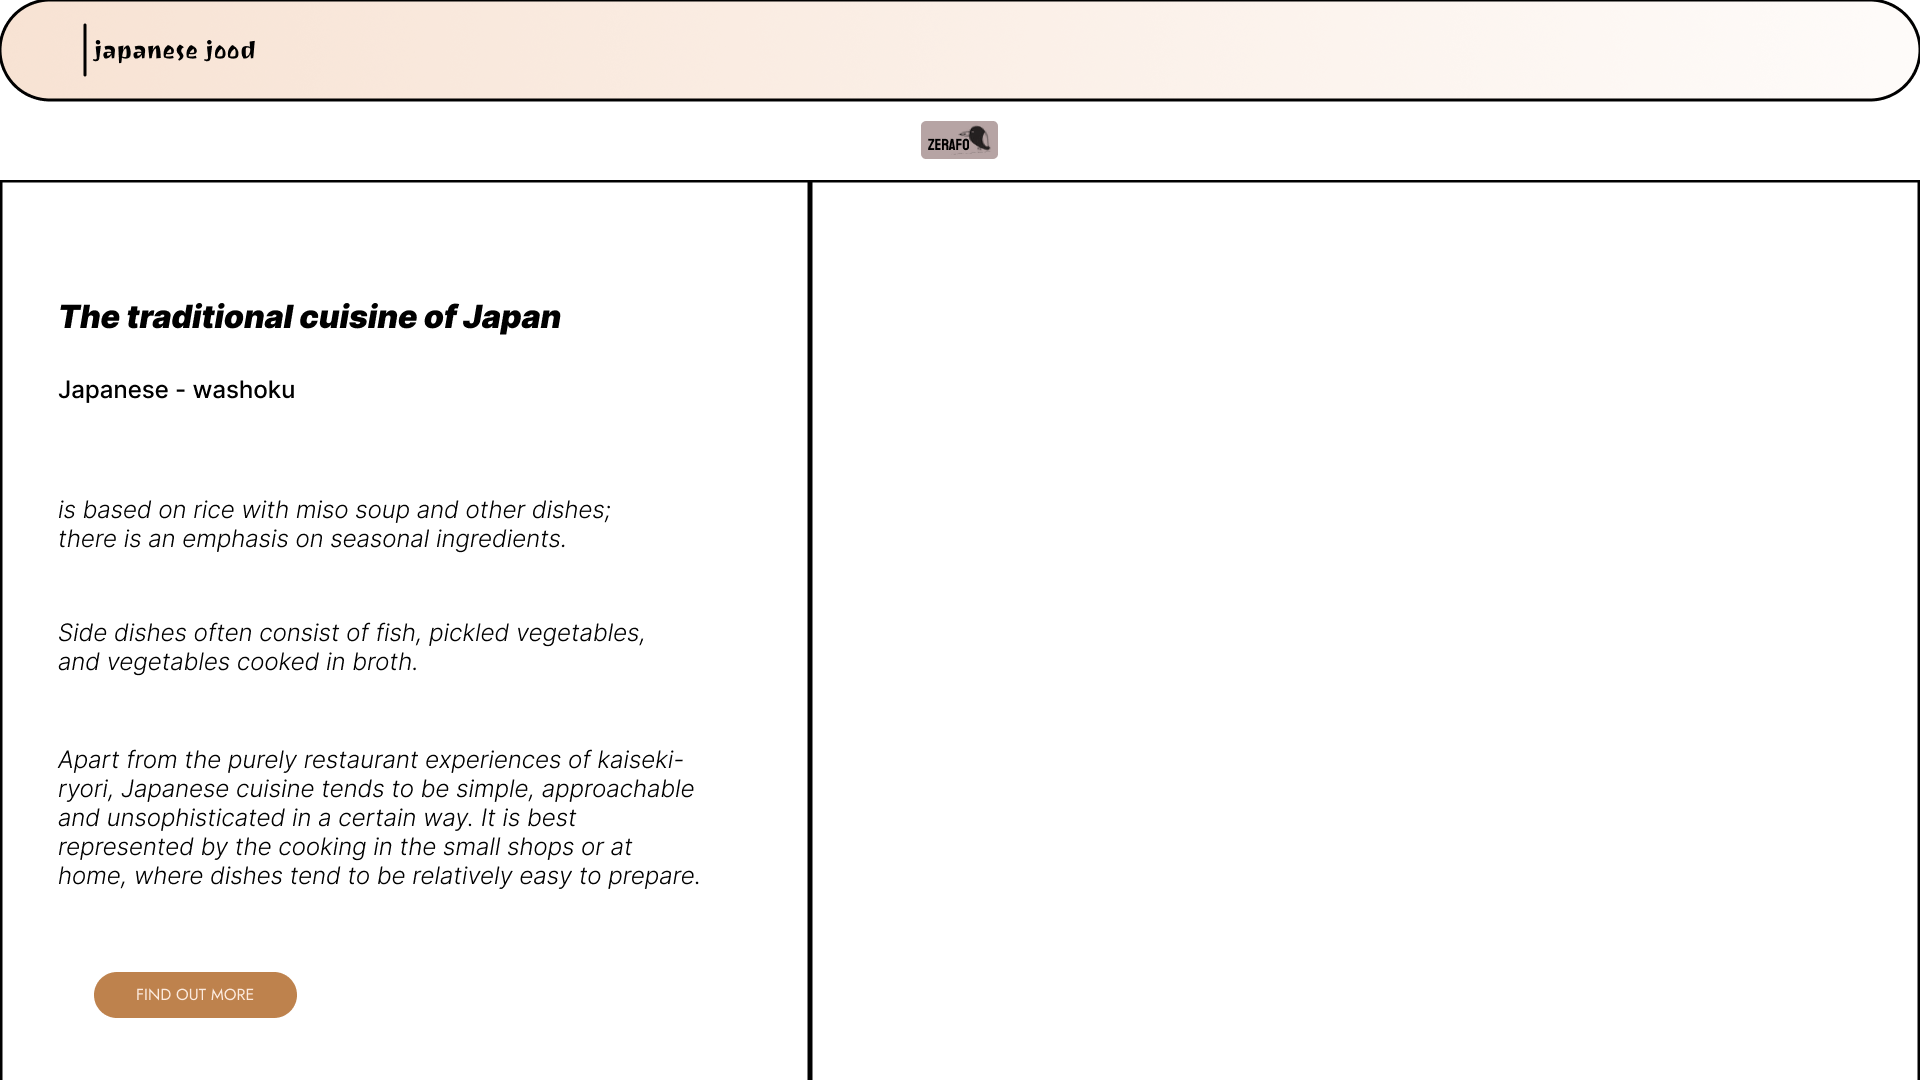 japanese jood
ZERAFO
The traditional cuisine of Japan
Japanese - washoku
is based on rice with miso soup and other dishes;
there is an emphasis on seasonal ingredients.
Side dishes often consist of fish, pickled vegetables,
and vegetables cooked in broth.
Apart from the purely restaurant experiences of kaiseki-
ryori, Japanese cuisine tends to be simple, approachable
and unsophisticated in a certain way. It is best
represented by the cooking in the small shops or at
home, where dishes tend to be relatively easy to prepare.
FIND OUT MORE